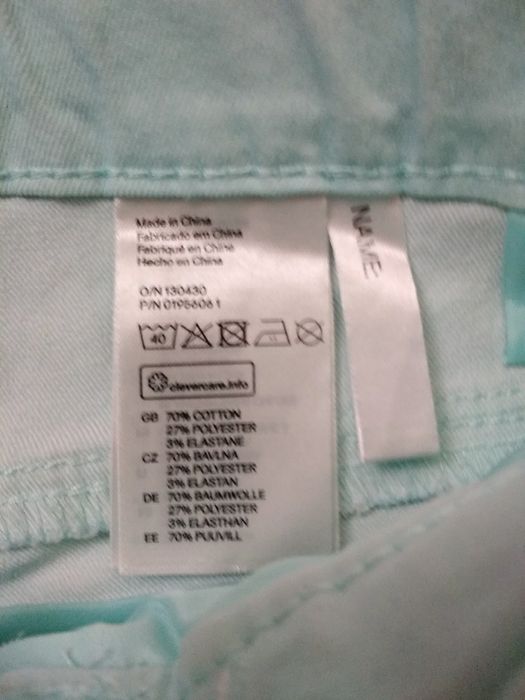 Made in China
Fabricado em China
Fabriqué en Chine
Hecho en China
O/N 130430
P/N 01956061
40
clevercare.info
GB 70% COTTON
27% POLYESTER
3% ELASTANE
CZ 70% BAVLNA
27% POLYESTER
3% ELASTAN
DE 70% BAUMWOLLE
27% POLYESTER
3% ELASTHAN
EE 70% PUUVILL
NAME